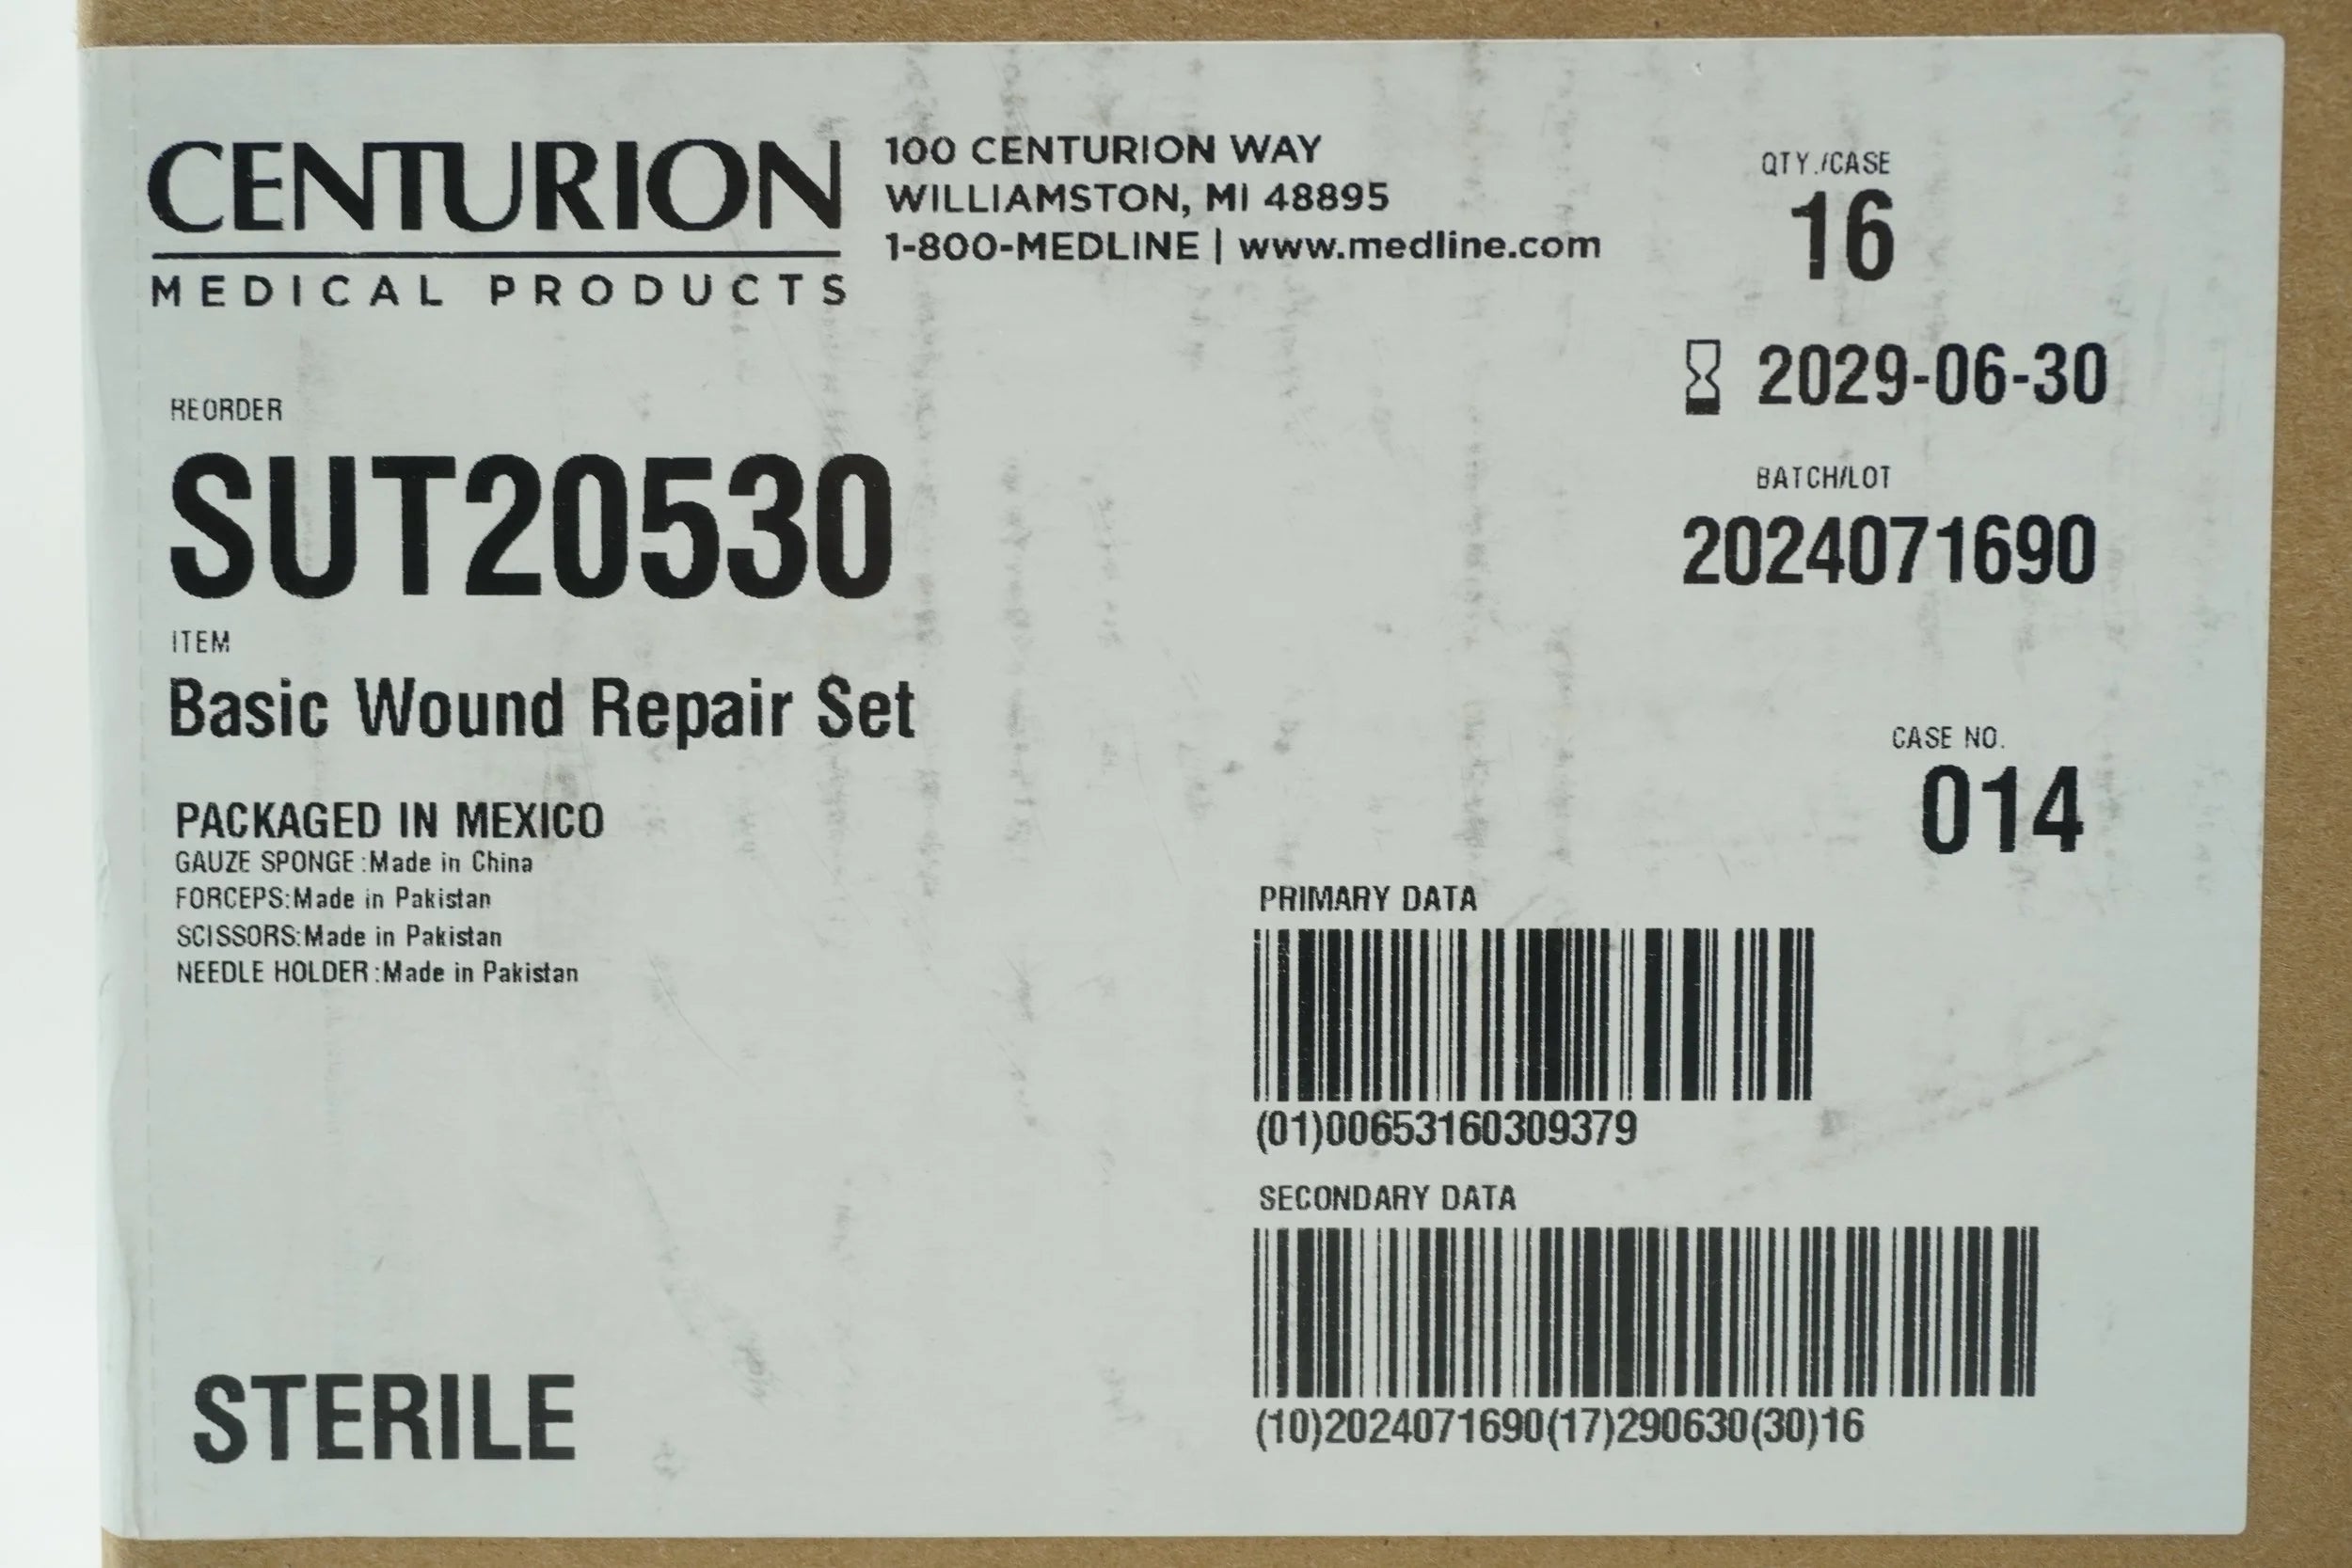 CENTURION
MEDICAL PRODUCTS
100 CENTURION WAY
WILLIAMSTON, MI 48895
1-800-MEDLINE | www.medline.com
QTY./CASE
16
2029-06-30
REORDER
SUT20530
BATCH/LOT
2024071690
ITEM
Basic Wound Repair Set
CASE NO.
014
PACKAGED IN MEXICO
GAUZE SPONGE:Made in China
FORCEPS:Made in Pakistan
SCISSORS:Made in Pakistan
NEEDLE HOLDER:Made in Pakistan
PRIMARY DATA
(01)00653160309379
SECONDARY DATA
(10)2024071690(17)290630(30)16
STERILE